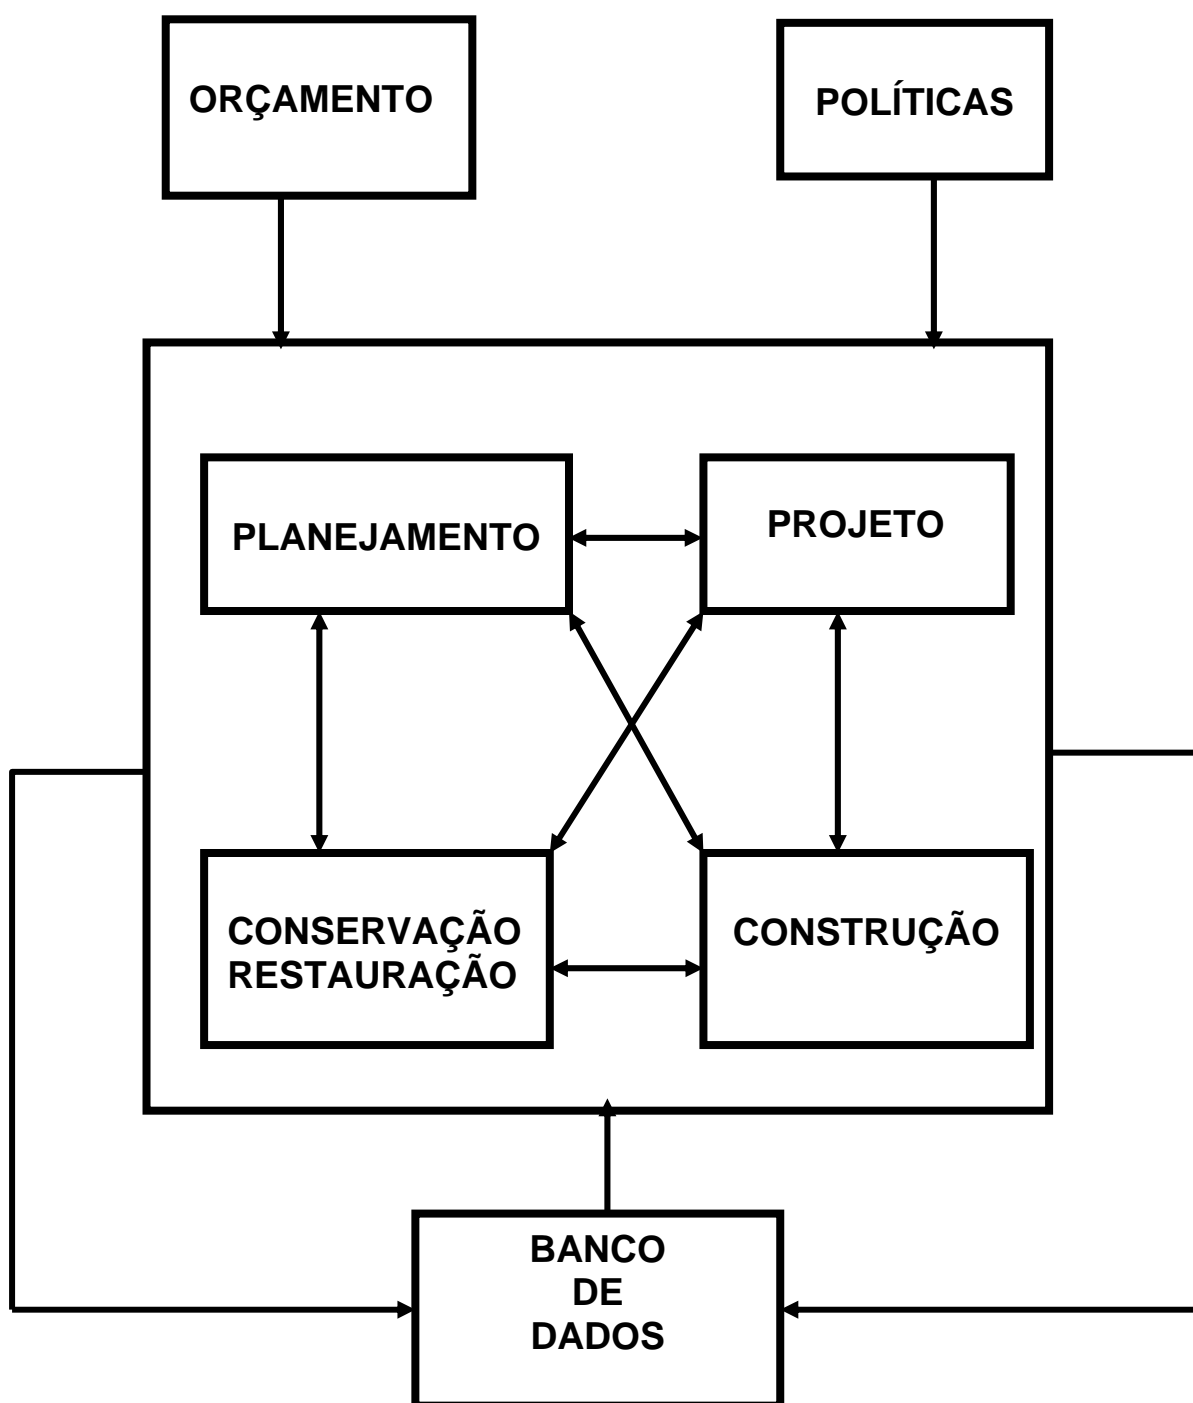 ORÇAMENTO
POLÍTICAS
PLANEJAMENTO
PROJETO
CONSERVAÇÃO
RESTAURAÇÃO
CONSTRUÇÃO
BANCO
DE
DADOS